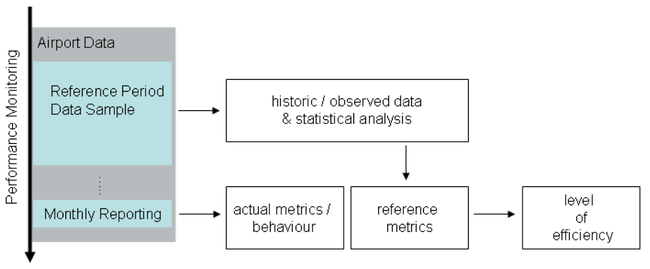 Performance Monitoring
Airport Data
Reference Period
Data Sample
historic / observed data
& statistical analysis
Monthly Reporting
actual metrics /
behaviour
reference
metrics
level
of
efficiency